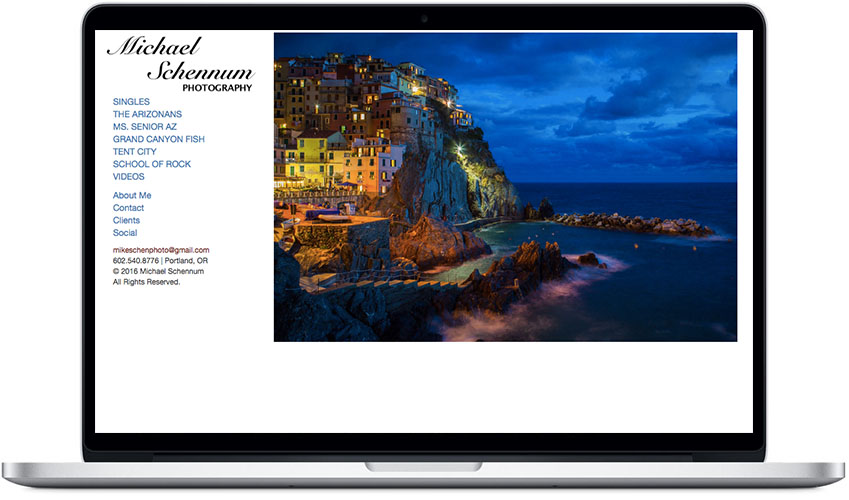 Michael
Schennum
PHOTOGRAPHY
SINGLES
THE ARIZONANS
MS. SENIOR AZ
GRAND CANYON FISH
TENT CITY
SCHOOL OF ROCK
VIDEOS
About Me
Contact
Clients
Social
mikeschenphoto@gmail.com
602.540.8776 | Portland, OR
© 2016 Michael Schennum
All Rights Reserved.